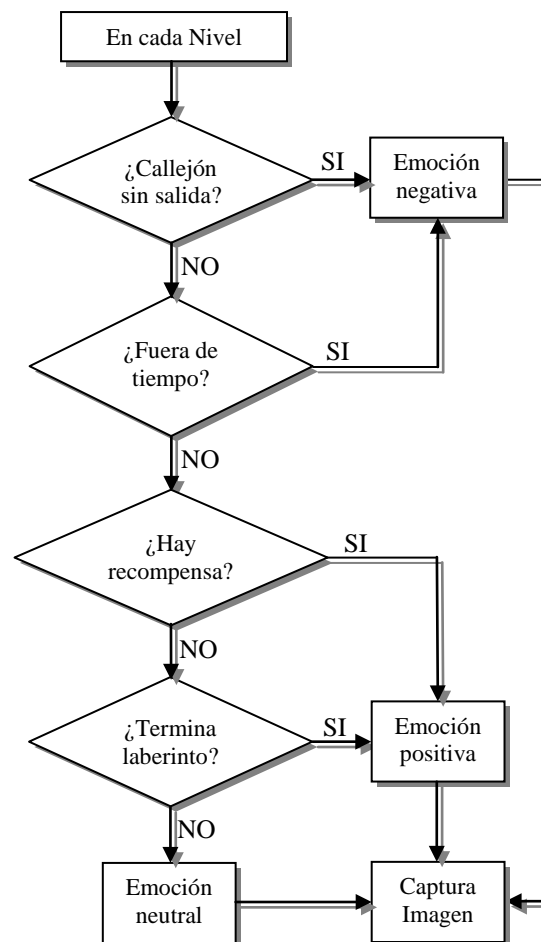 En cada Nivel
¿Callejón
sin salida?
SI
Emoción
negativa
NO
¿Fuera de
tiempo?
SI
NO
¿Hay
recompensa?
SI
NO
¿Termina
laberinto?
SI
Emoción
positiva
NO
Emoción
neutral
Captura
Imagen